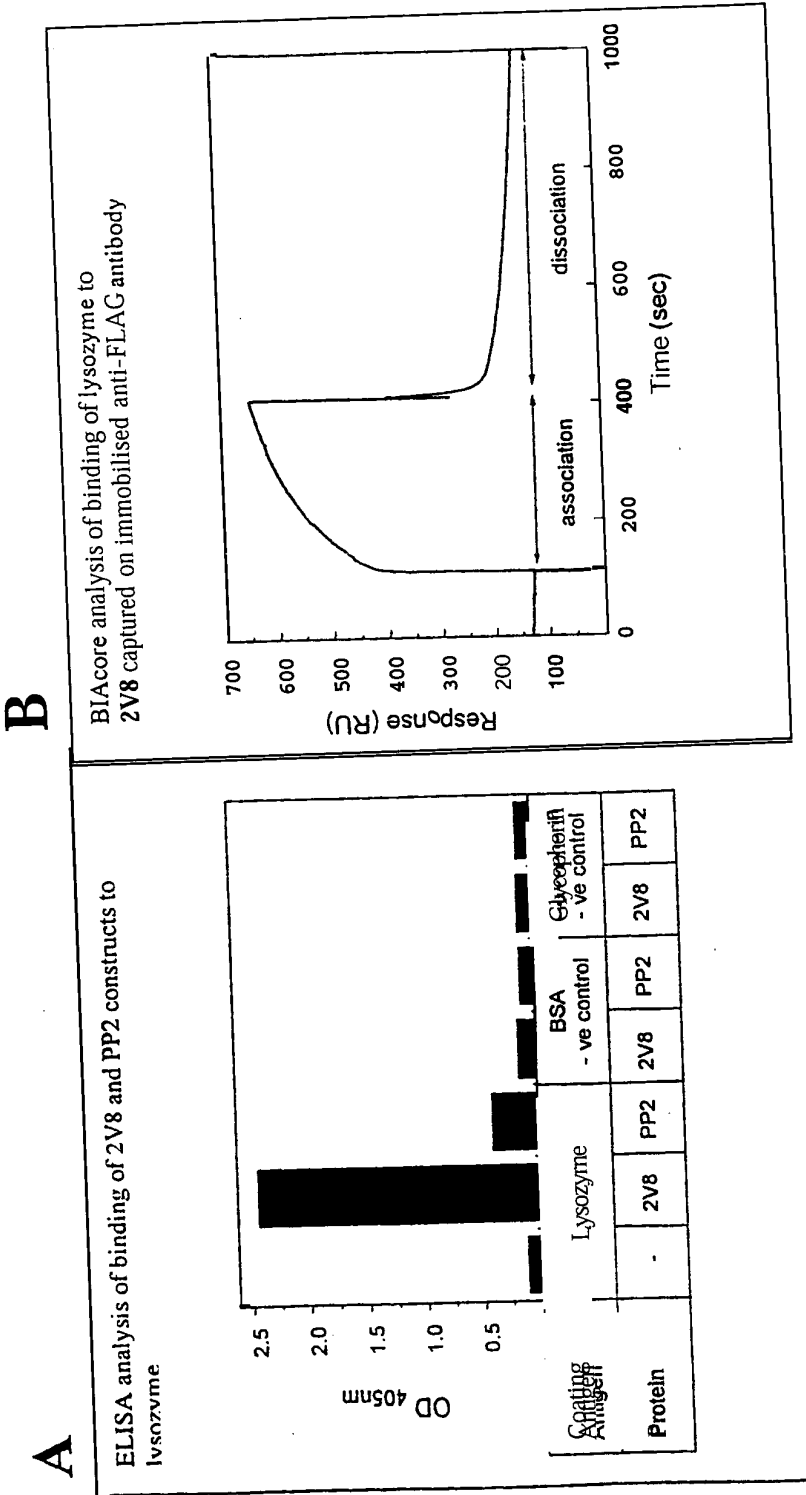 A
ELISA analysis of binding of 2V8 and PP2 constructs to
lysozyme
2.5
2.0
1.5
1.0
0.5
OD 405nm
Coating
Antigen
Lysozyme
BSA
- ve control
Glycophorin
- ve control
Protein
-
2V8
PP2
2V8
PP2
2V8
PP2
B
BIAcore analysis of binding of lysozyme to
2V8 captured on immobilised anti-FLAG antibody
700
600
500
400
300
200
100
Response (RU)
association
dissociation
0
200
400
600
800
1000
Time (sec)